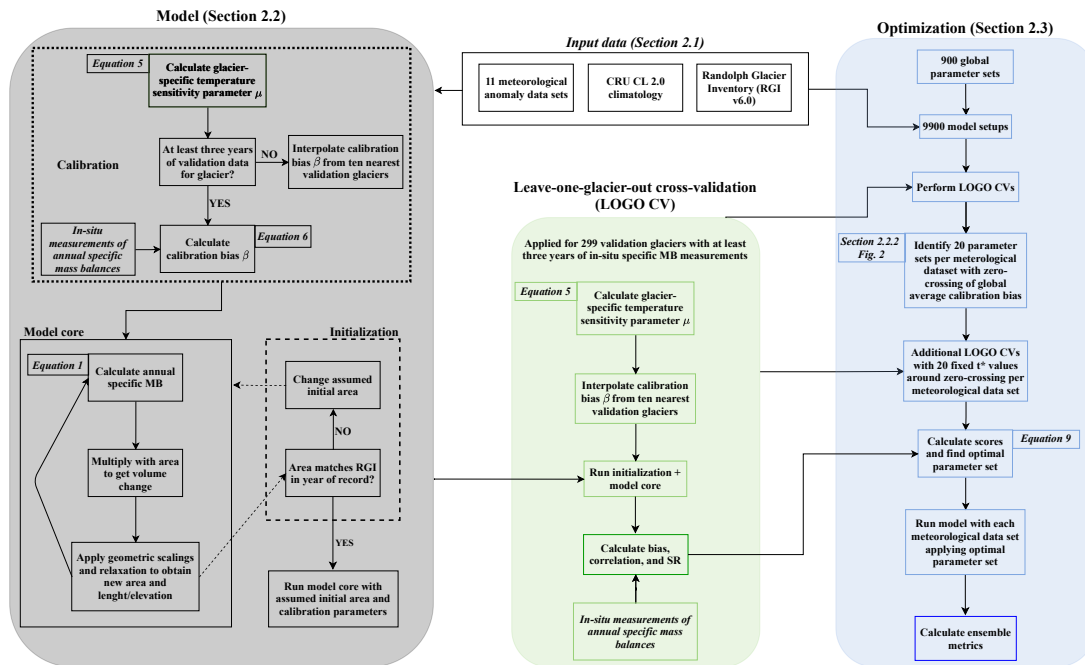 Model (Section 2.2)
Equation 5
Calculate glacier-
specific temperature
sensitivity parameter μ
At least three years
of validation data
for glacier?
NO
Interpolate calibration
bias β from ten nearest
validation glaciers
Calibration
YES
In-situ
measurements of
annual specific
mass balances
Calculate
calibration bias β
Equation 6
Model core
Equation 1
Calculate annual
specific MB
Multiply with area
to get volume
change
Apply geometric scalings
and relaxation to obtain
new area and
lenght/elevation
Initialization
Change assumed
initial area
NO
Area matches RGI
in year of record?
YES
Run model core with
assumed initial area and
calibration parameters
Input data (Section 2.1)
11 meteorological
anomaly data sets
CRU CL 2.0
climatology
Randolph Glacier
Inventory (RGI
v6.0)
Leave-one-glacier-out cross-validation
(LOGO CV)
Applied for 299 validation glaciers with at least
three years of in-situ specific MB measurements
Equation 5
Calculate glacier-
specific temperature
sensitivity parameter μ
Interpolate calibration
bias β from ten nearest
validation glaciers
Run initialization +
model core
Calculate bias,
correlation, and SR
In-situ measurements of
annual specific mass
balances
Optimization (Section 2.3)
900 global
parameter sets
9900 model setups
Perform LOGO CVs
Section 2.2.2
Fig. 2
Identify 20 parameter
sets per meterological
dataset with zero-
crossing of global
average calibration bias
Additional LOGO CVs
with 20 fixed t* values
around zero-crossing per
meteorological data set
Equation 9
Calculate scores
and find optimal
parameter set
Run model with each
meteorological data set
applying optimal
parameter set
Calculate ensemble
metrics